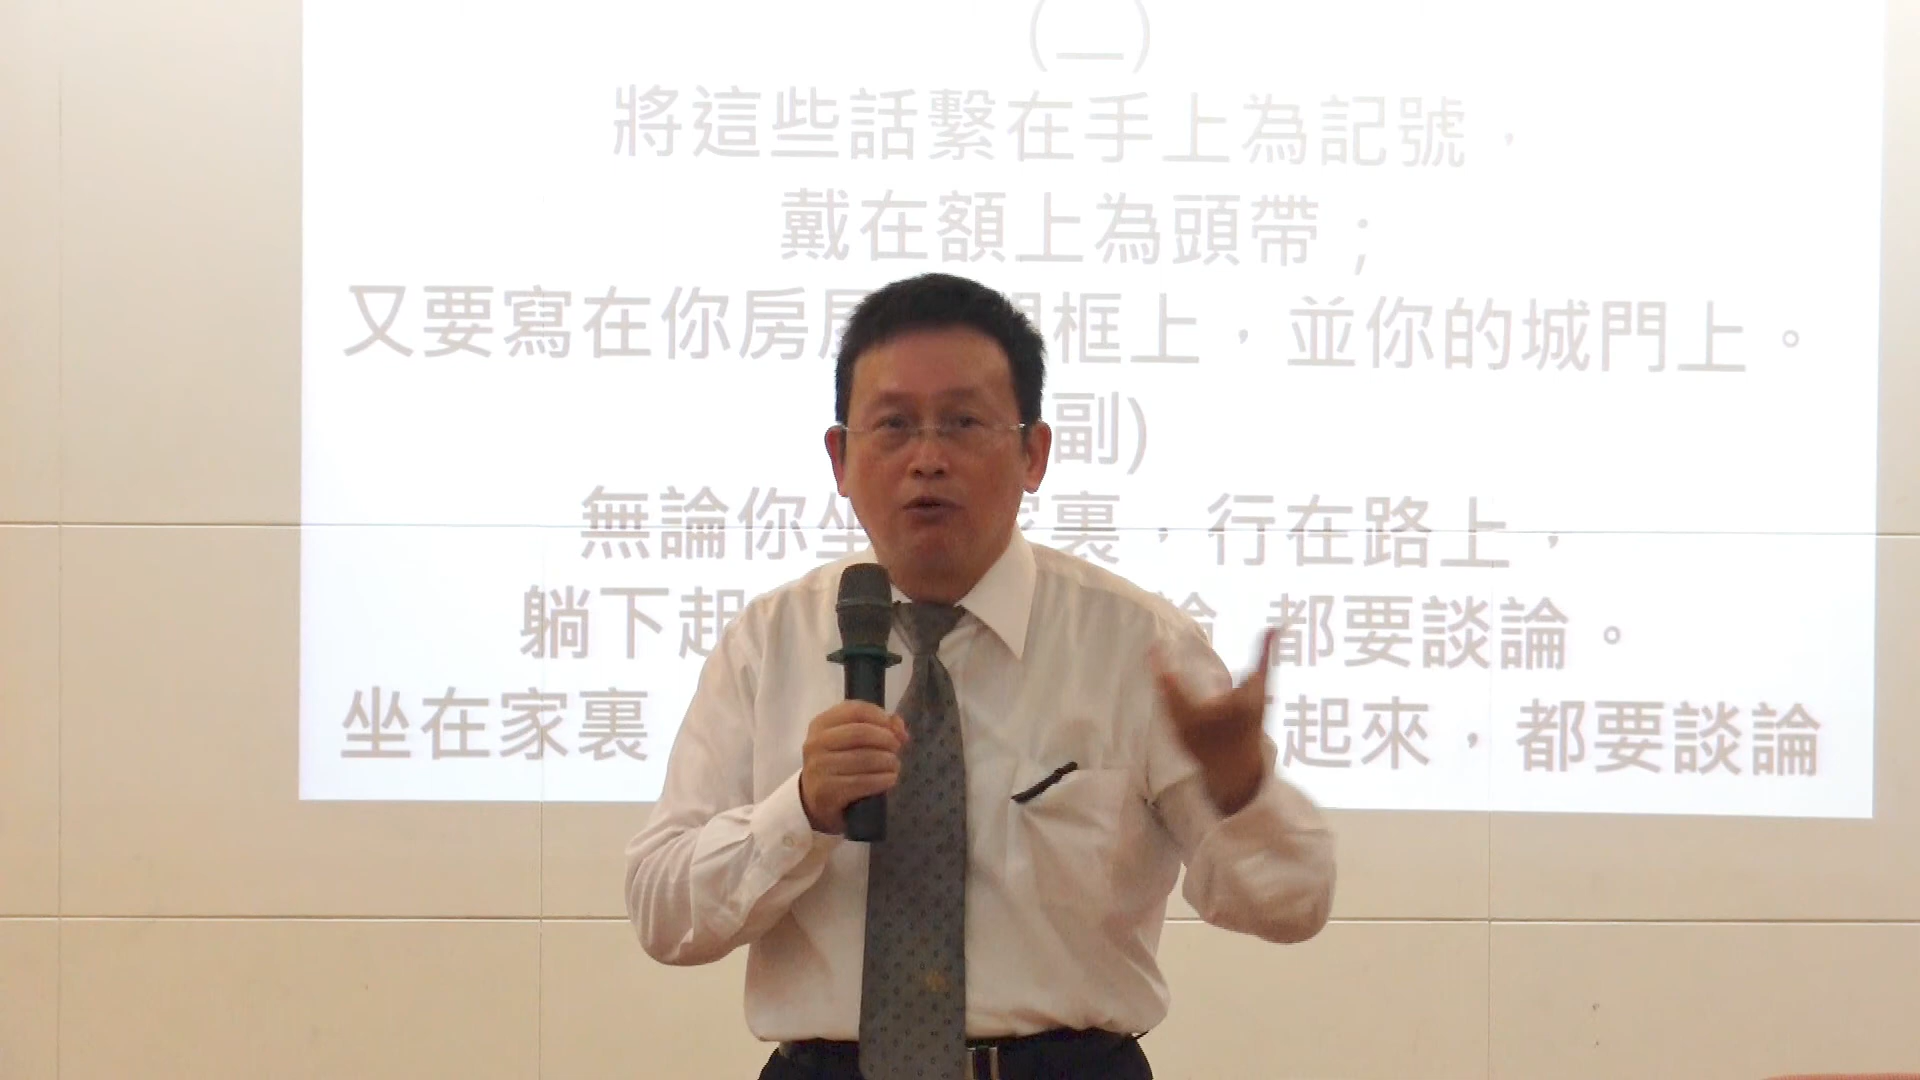 將這些話繫在手上為記號，
戴在額上為頭帶；
又要寫在你房屋 框上，並你的城門上。
副)
無論你坐 家裏，行在路上，
躺下起 論 都要談論。
坐在家裏 起來，都要談論